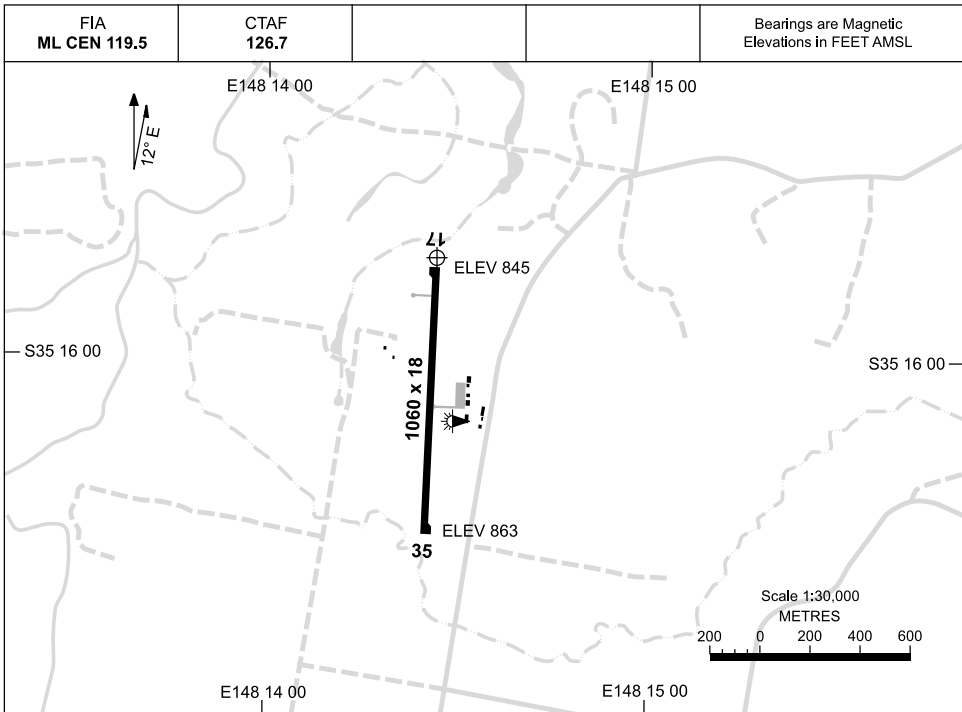 FIA
ML CEN 119.5
CTAF
126.7
Bearings are Magnetic
Elevations in FEET AMSL
E148 14 00
E148 15 00
12° E
17
ELEV 845
S35 16 00
S35 16 00
1060 x 18
ELEV 863
35
Scale 1:30,000
METRES
200 0 200 400 600
E148 14 00
E148 15 00